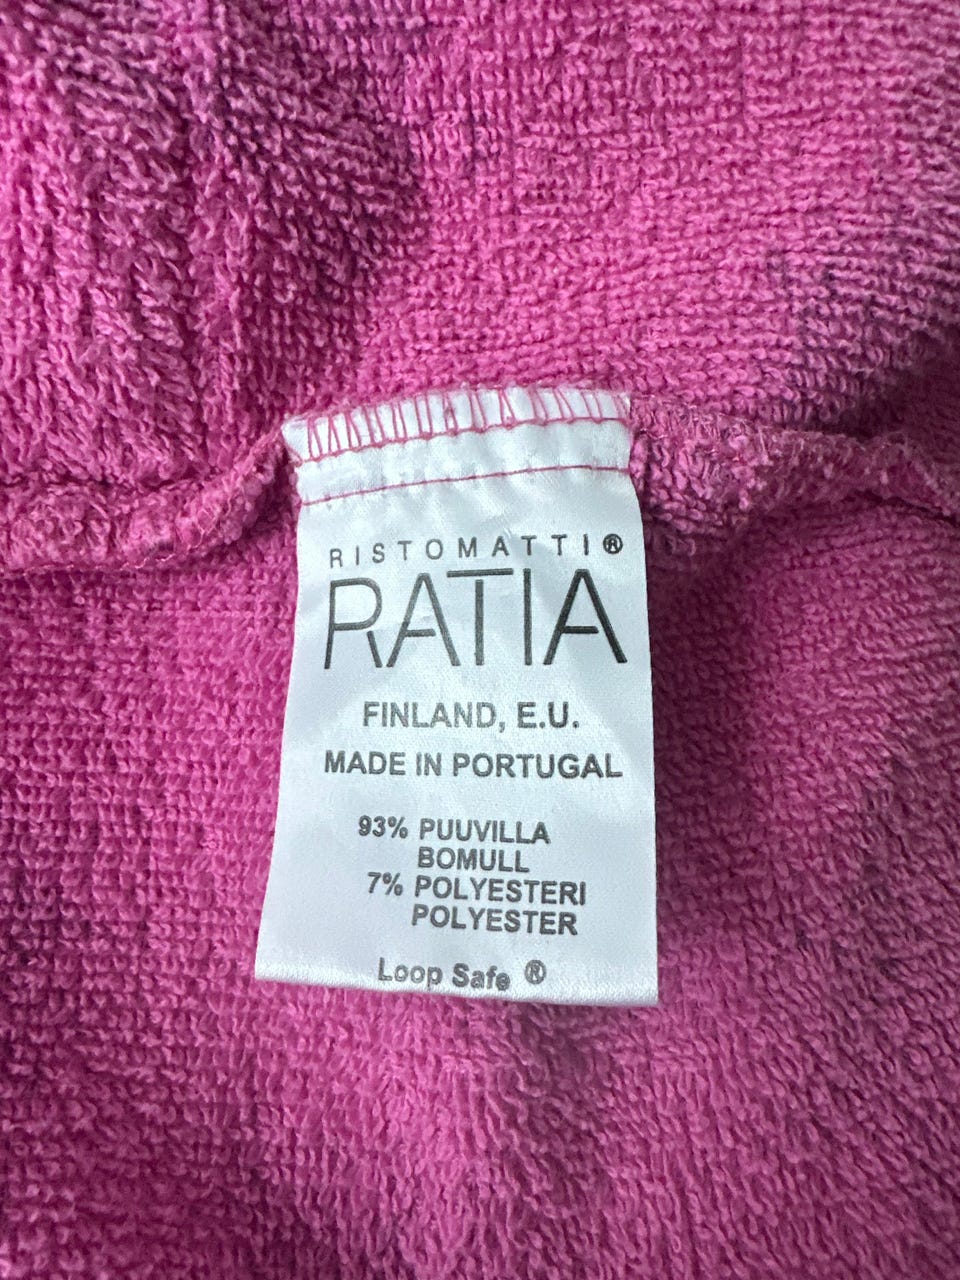 RISTOMATTI®
RATIA
FINLAND, E.U.
MADE IN PORTUGAL
93% PUUVILLA
BOMULL
7% POLYESTERI
POLYESTER
Loop Safe ®